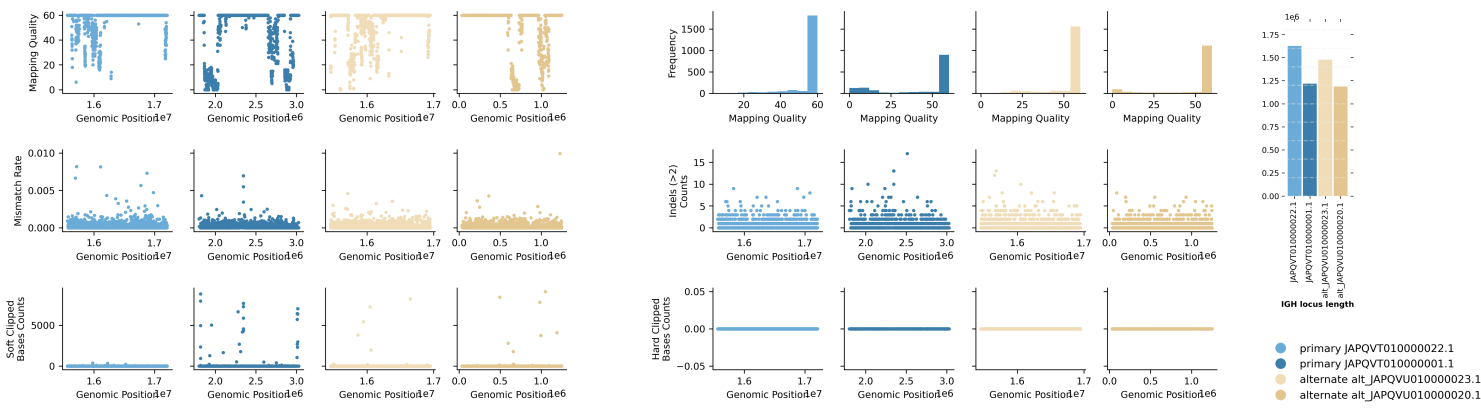 60
40
20
0
Mapping Quality
1.6
1.7
Genomic Position
1e7
2.0
2.5
3.0
Genomic Position
1e6
1.6
1.7
Genomic Position
1e7
0.0
0.5
1.0
Genomic Position
1e6
1500
1000
500
0
Frequency
20
40
60
Mapping Quality
0
25
50
Mapping Quality
0
25
50
Mapping Quality
0
25
50
Mapping Quality
0.010
0.005
0.000
Mismatch Rate
1.6
1.7
Genomic Position
1e7
2.0
2.5
3.0
Genomic Position
1e6
1.6
1.7
Genomic Position
1e7
0.0
0.5
1.0
Genomic Position
1e6
15
10
5
0
Indels (>2)
Counts
1.6
1.7
Genomic Position
1e7
2.0
2.5
3.0
Genomic Position
1e6
1.6
1.7
Genomic Position
1e7
0.0
0.5
1.0
Genomic Position
1e6
5000
0
Soft Clipped
Bases Counts
1.6
1.7
Genomic Position
1e7
2.0
2.5
3.0
Genomic Position
1e6
1.6
1.7
Genomic Position
1e7
0.0
0.5
1.0
Genomic Position
1e6
0.05
0.00
−0.05
Hard Clipped
Bases Counts
1.6
1.7
Genomic Position
1e7
2.0
2.5
3.0
Genomic Position
1e6
1.6
1.7
Genomic Position
1e7
0.0
0.5
1.0
Genomic Position
1e6
1e6
1.75
1.50
1.25
1.00
0.75
0.50
0.25
0.00
JAPQVT010000022.1
JAPQVT010000001.1
alt_JAPQVU010000023.1
alt_JAPQVU010000020.1
IGH locus length
primary JAPQVT010000022.1
primary JAPQVT010000001.1
alternate alt_JAPQVU010000023.1
alternate alt_JAPQVU010000020.1